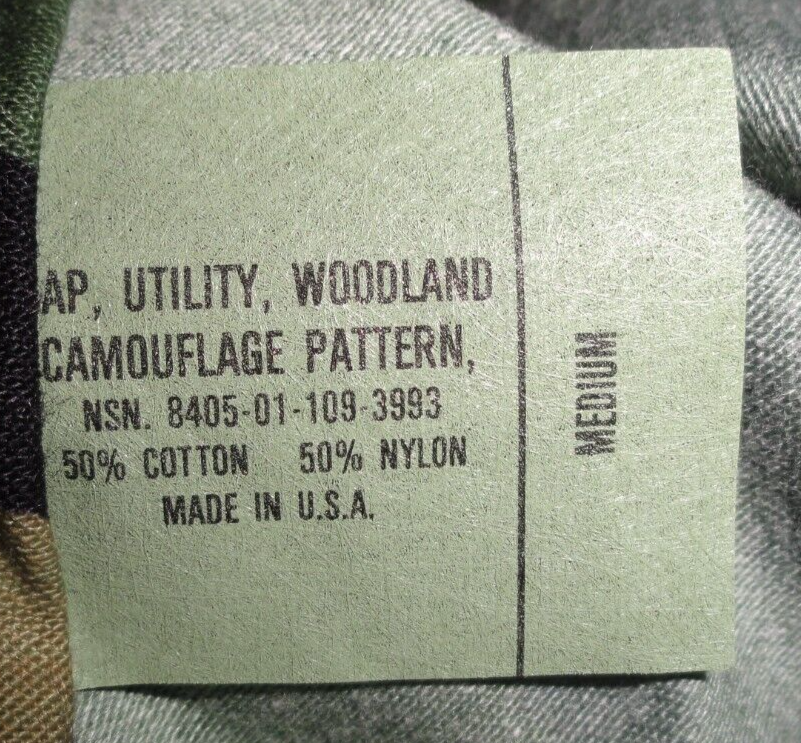 AP, UTILITY, WOODLAND
CAMOUFLAGE PATTERN,
NSN. 8405-01-109-3993
50% COTTON 50% NYLON
MADE IN U.S.A.
MEDIUM